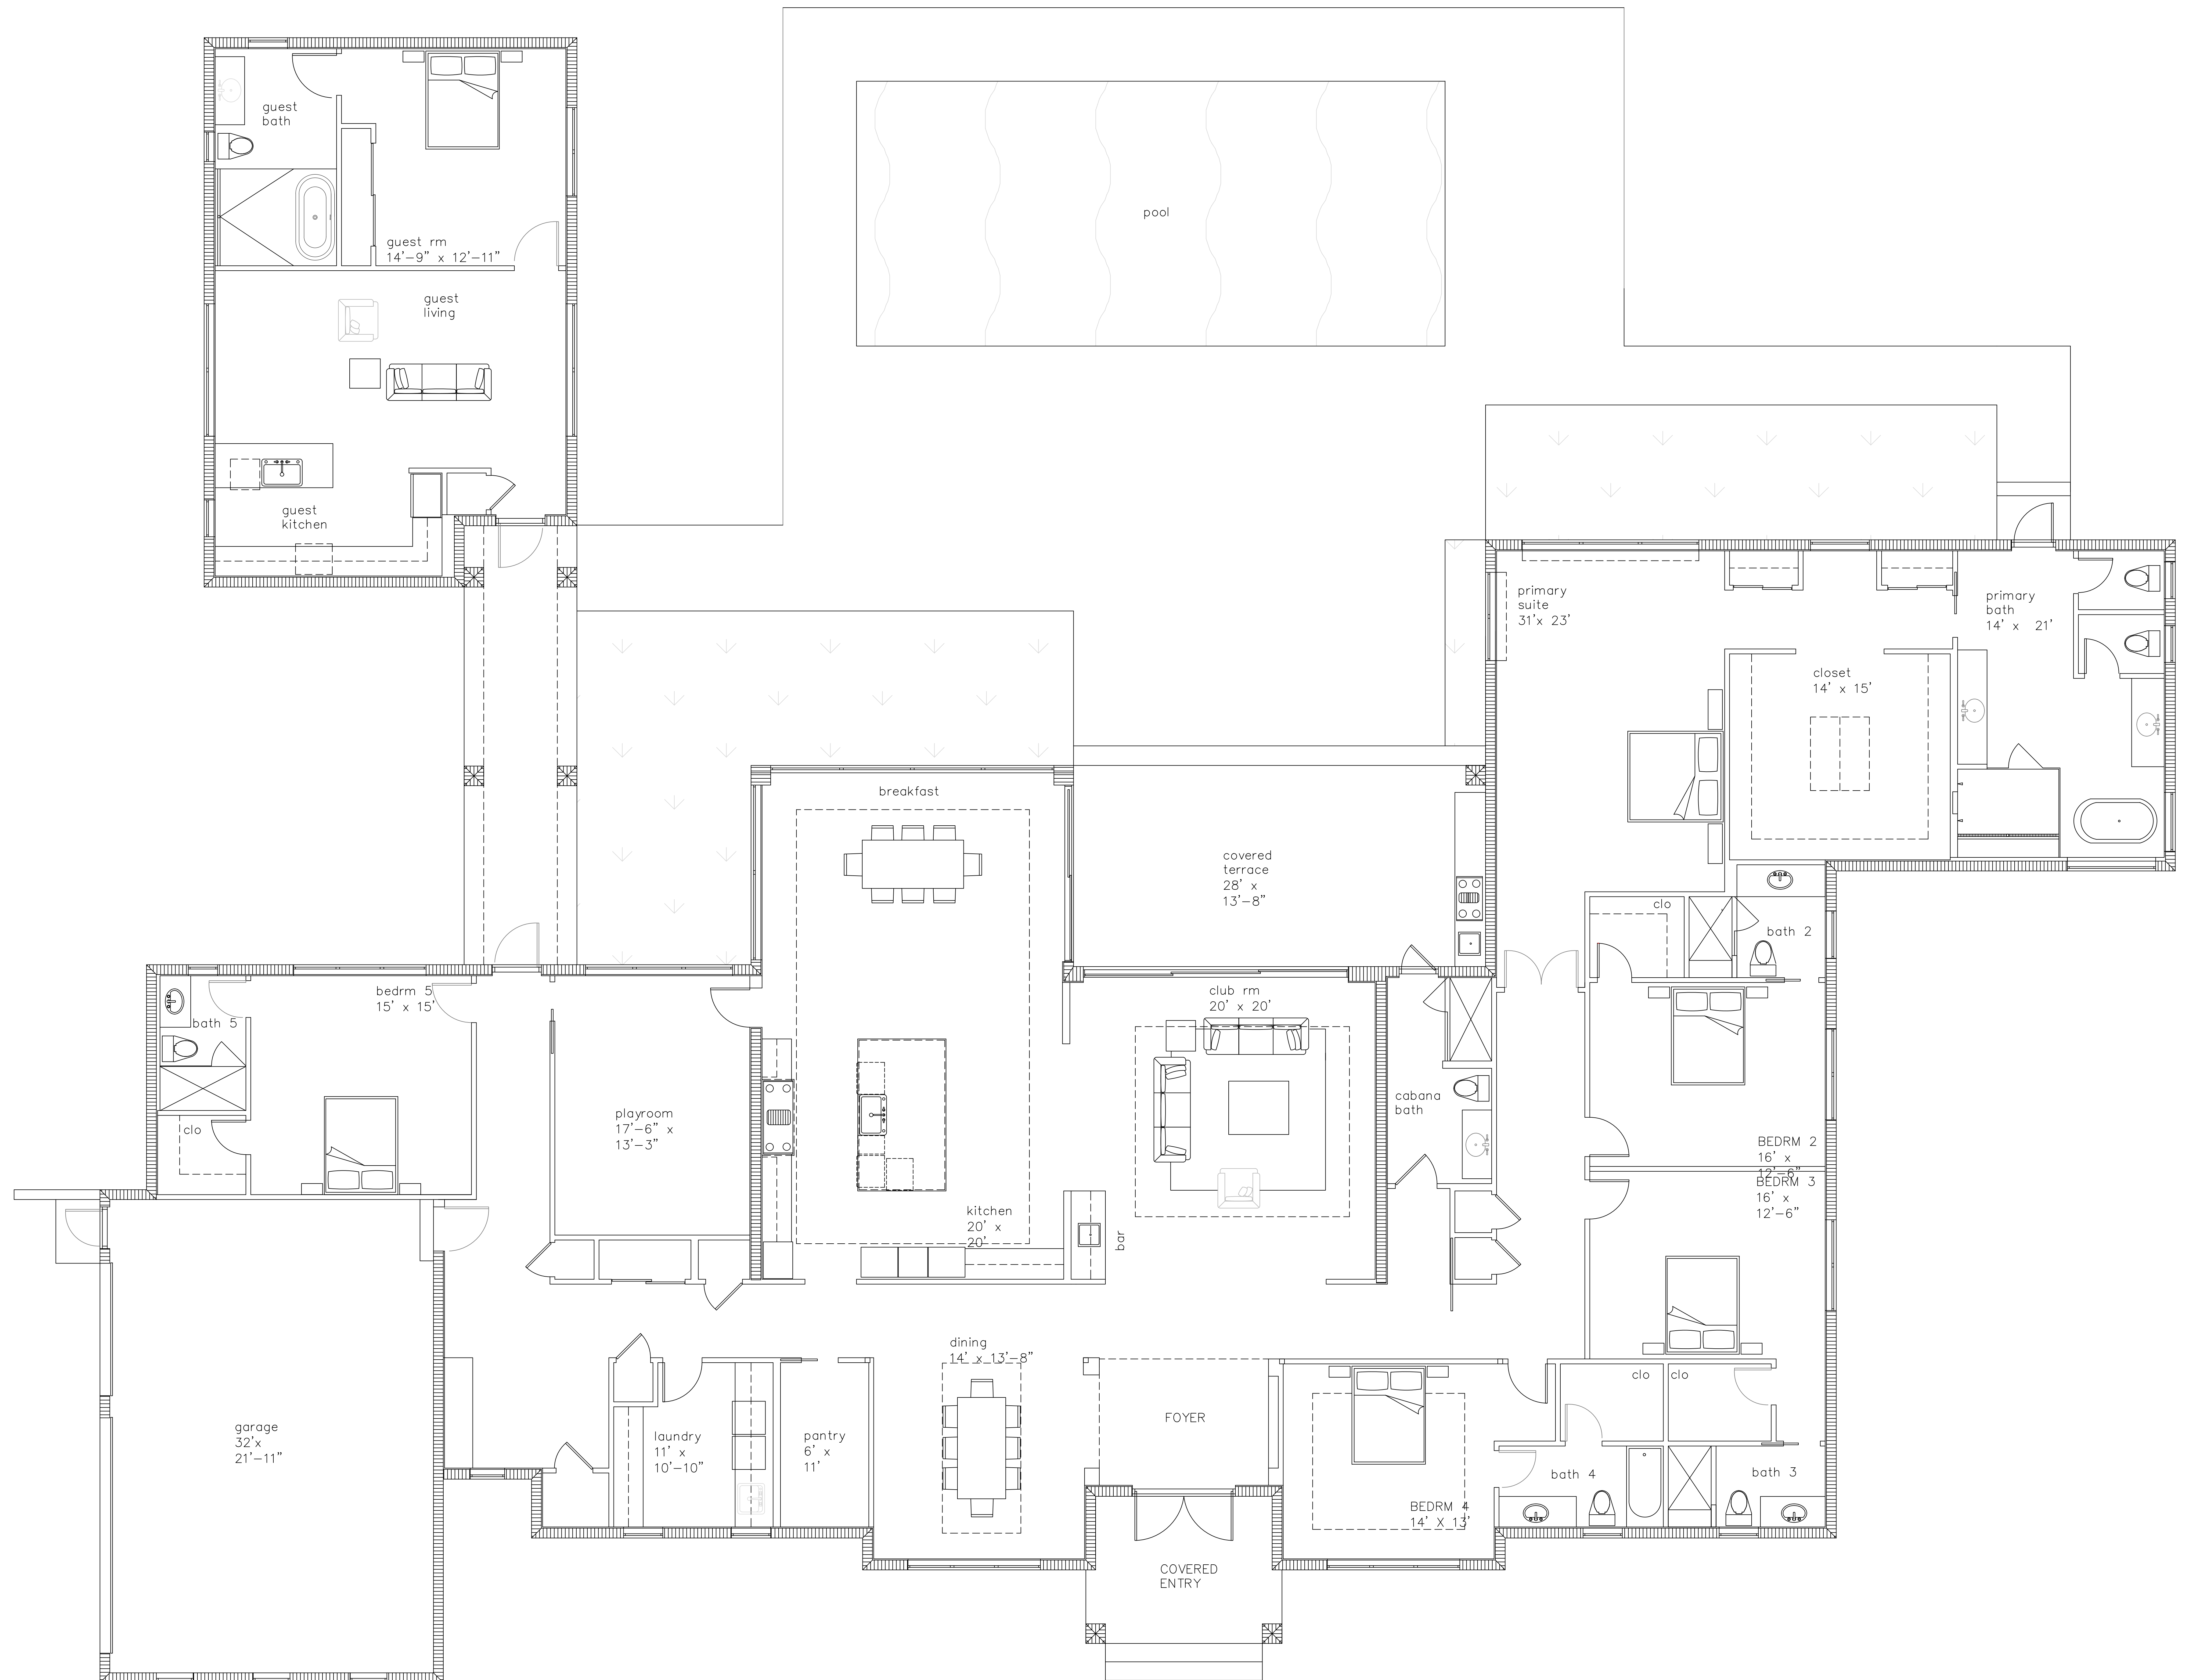 guest
bath
guest rm
14'-9" x 12'-11"
guest
living
guest
kitchen
pool
primary
suite
31'x 23'
primary
bath
14' x 21'
closet
14' x 15'
breakfast
covered
terrace
28' x
13'-8"
clo
bath 2
bedrm 5
15' x 15'
bath 5
clo
playroom
17'-6" x
13'-3"
kitchen
20' x
20'
bar
club rm
20' x 20'
cabana
bath
BEDRM 2
16' x
12'-6"
BEDRM 3
16' x
12'-6"
garage
32'x
21'-11"
laundry
11' x
10'-10"
pantry
6' x
11'
dining
14' x 13'-8"
FOYER
COVERED
ENTRY
BEDRM 4
14' X 13'
clo
clo
bath 4
bath 3